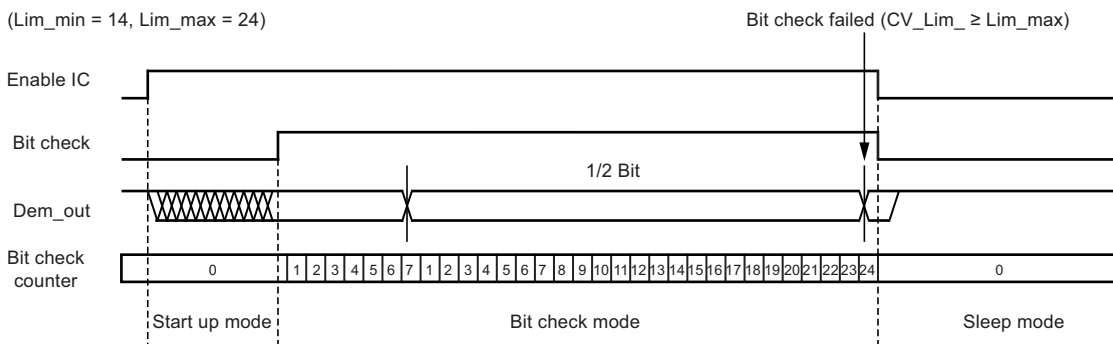 (Lim_min = 14, Lim_max = 24)
Bit check failed (CV_Lim_ ≥ Lim_max)
Enable IC
Bit check
1/2 Bit
Dem_out
Bit check
counter
0 1 2 3 4 5 6 7 1 2 3 4 5 6 7 8 9 10 11 12 13 14 15 16 17 18 19 20 21 22 23 24 0
Start up mode Bit check mode Sleep mode